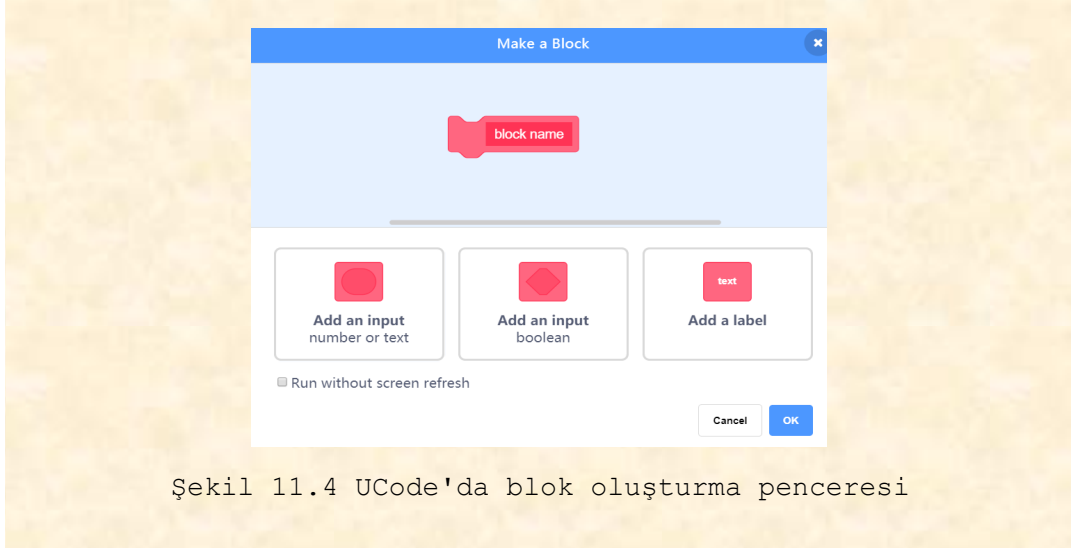 Make a Block
block name
text
Add an input
number or text
Add an input
boolean
Add a label
Run without screen refresh
Cancel
OK
Şekil 11.4 UCode'da blok oluşturma penceresi